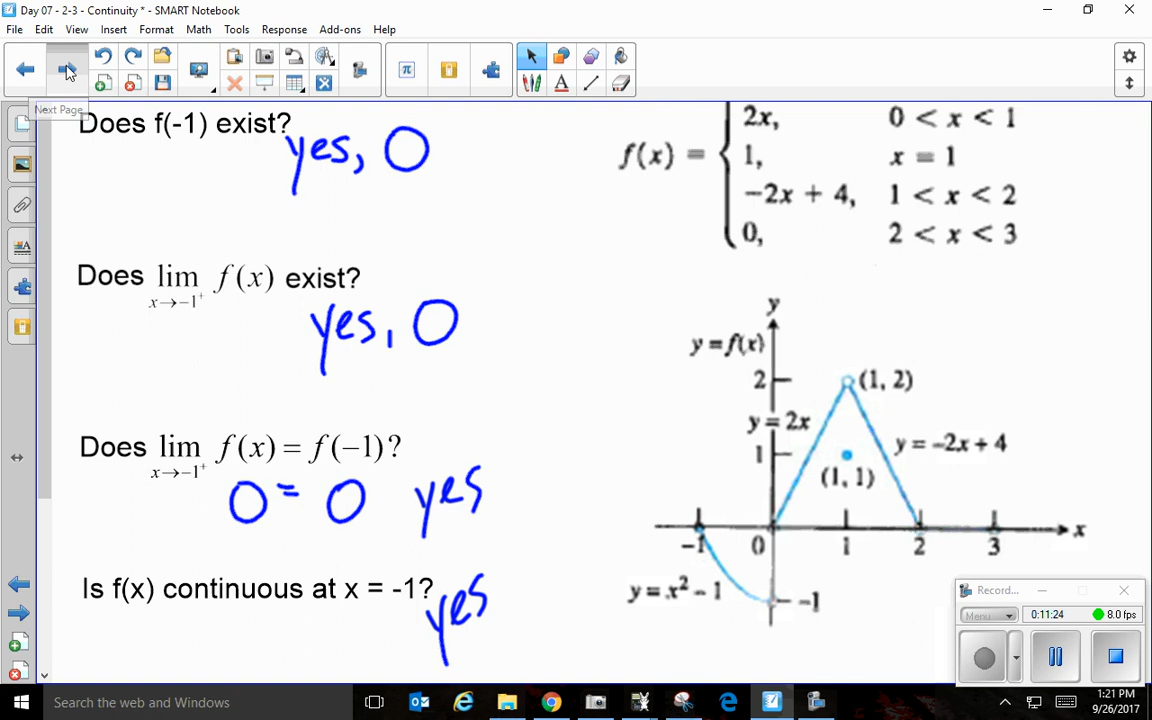 Day 07 - 2-3 - Continuity * - SMART Notebook
File Edit View Insert Format Math Tools Response Add-ons Help
Next Page
Does f(-1) exist?
yes, 0
Does lim x→-1⁺ f(x) exist?
yes, 0
Does lim x→-1⁺ f(x) = f(-1)?
0 = 0 yes
Is f(x) continuous at x = -1?
yes
2x, 0 < x < 1
f(x) = { 1, x = 1
-2x + 4, 1 < x < 2
0, 2 < x < 3
y
y = f(x)
2 (1, 2)
y = 2x
1 y = -2x + 4
(1, 1)
x
-1 0 1 2 3
y = x² - 1 -1
Record...
Menu 0:11:24 8.0 fps
Search the web and Windows
1:21 PM
9/26/2017